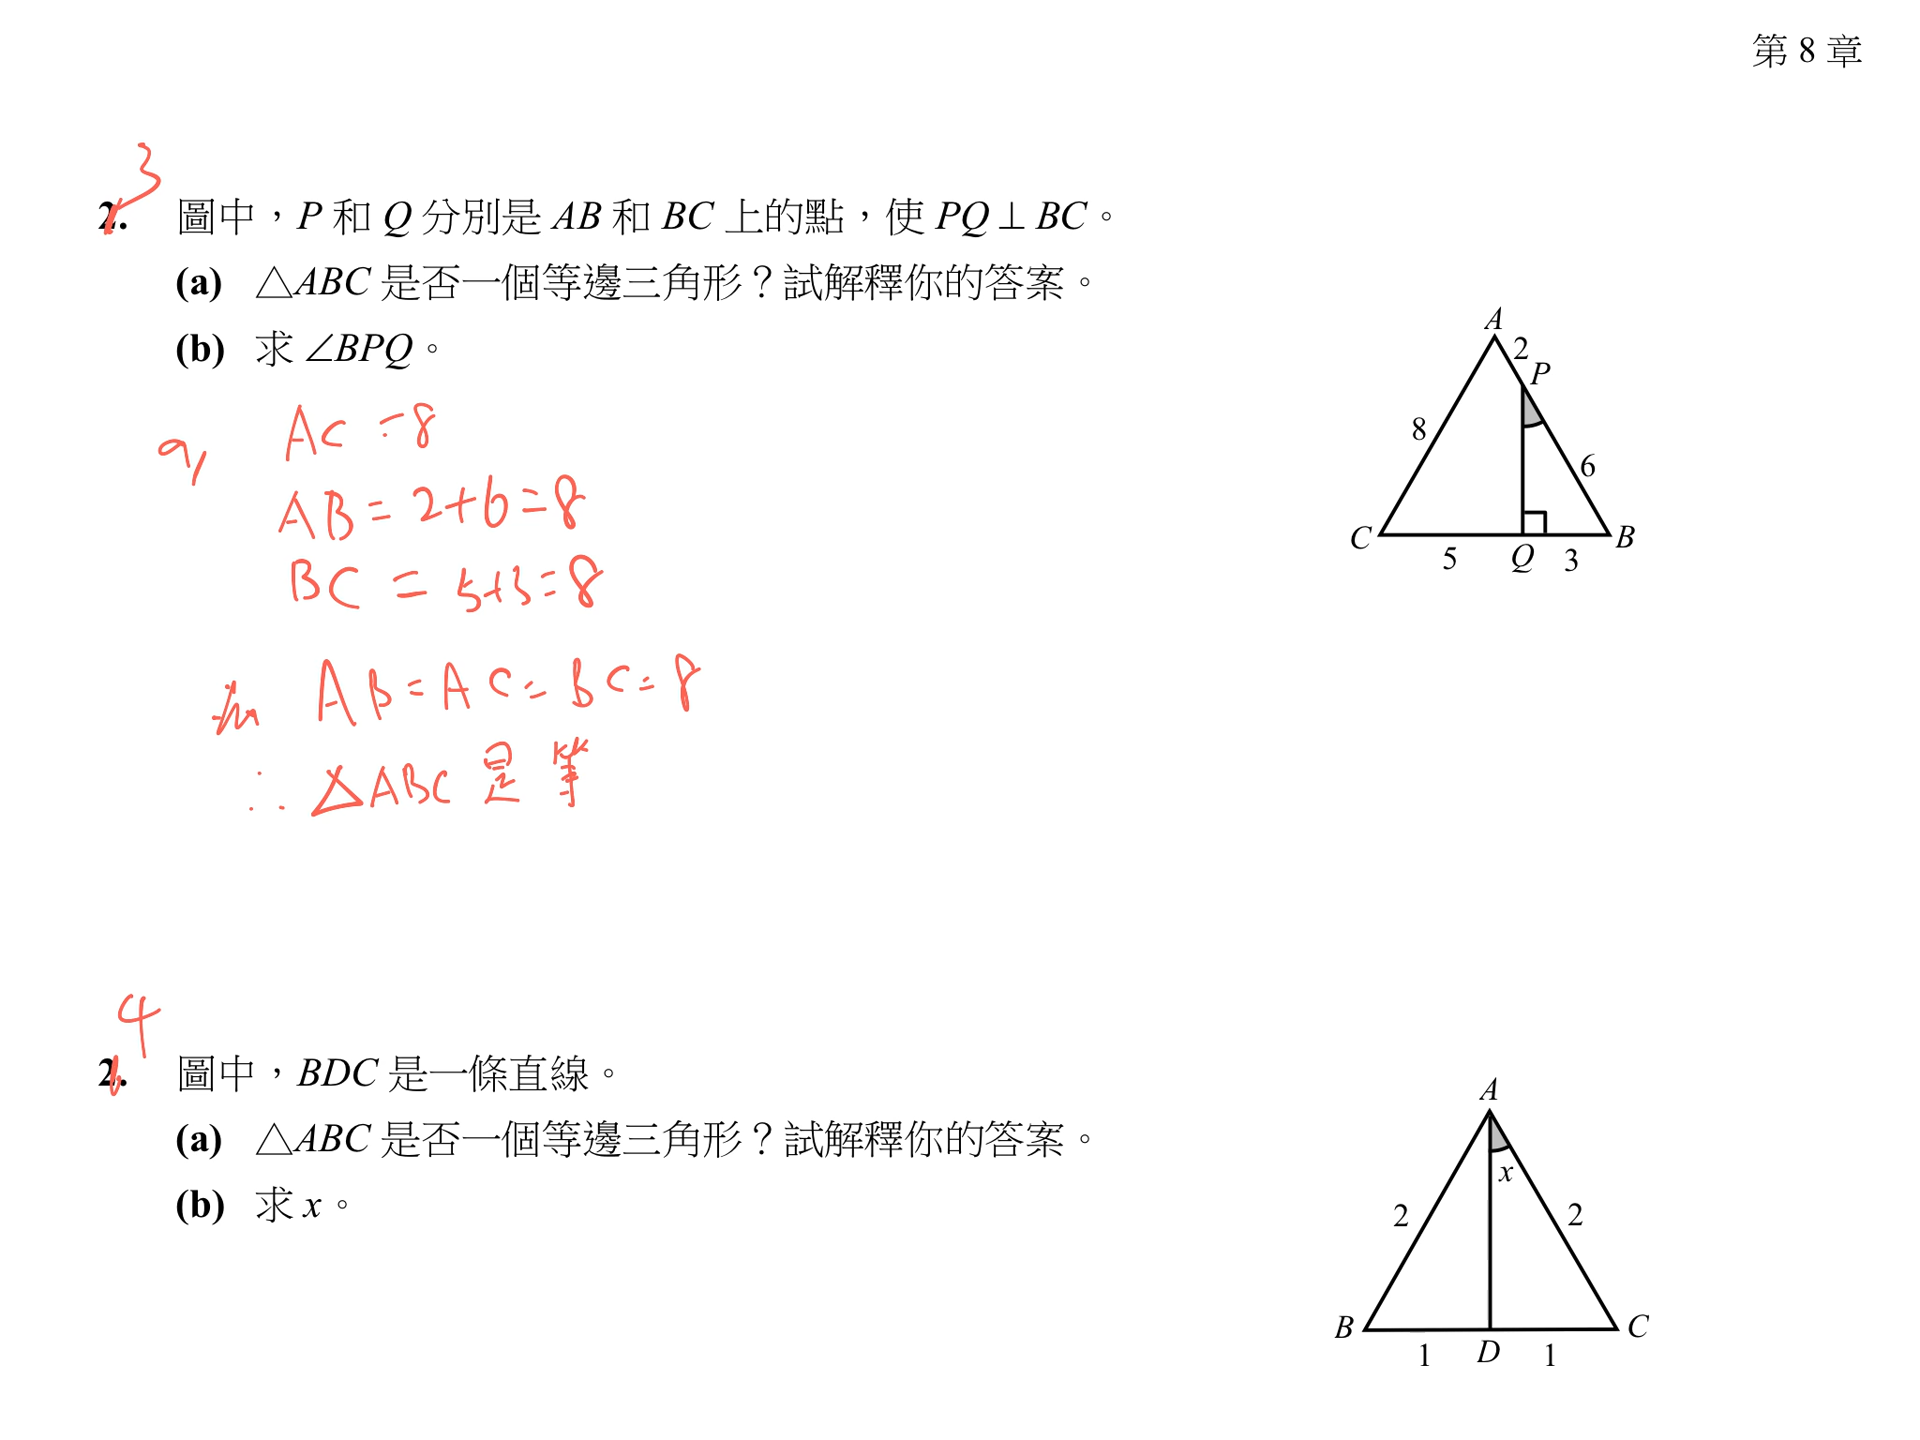 第 8 章
3
2. 圖中，P 和 Q 分別是 AB 和 BC 上的點，使 PQ ⊥ BC。
(a) △ABC 是否一個等邊三角形？試解釋你的答案。
(b) 求 ∠BPQ。
A
2
P
8
6
C
5
Q
3
B
a) AC = 8
AB = 2+6=8
BC = 5+3=8
AB = AC = BC = 8
∴ △ABC 是等
4
2. 圖中，BDC 是一條直線。
(a) △ABC 是否一個等邊三角形？試解釋你的答案。
(b) 求 x。
A
x
2
2
B
1
D
1
C